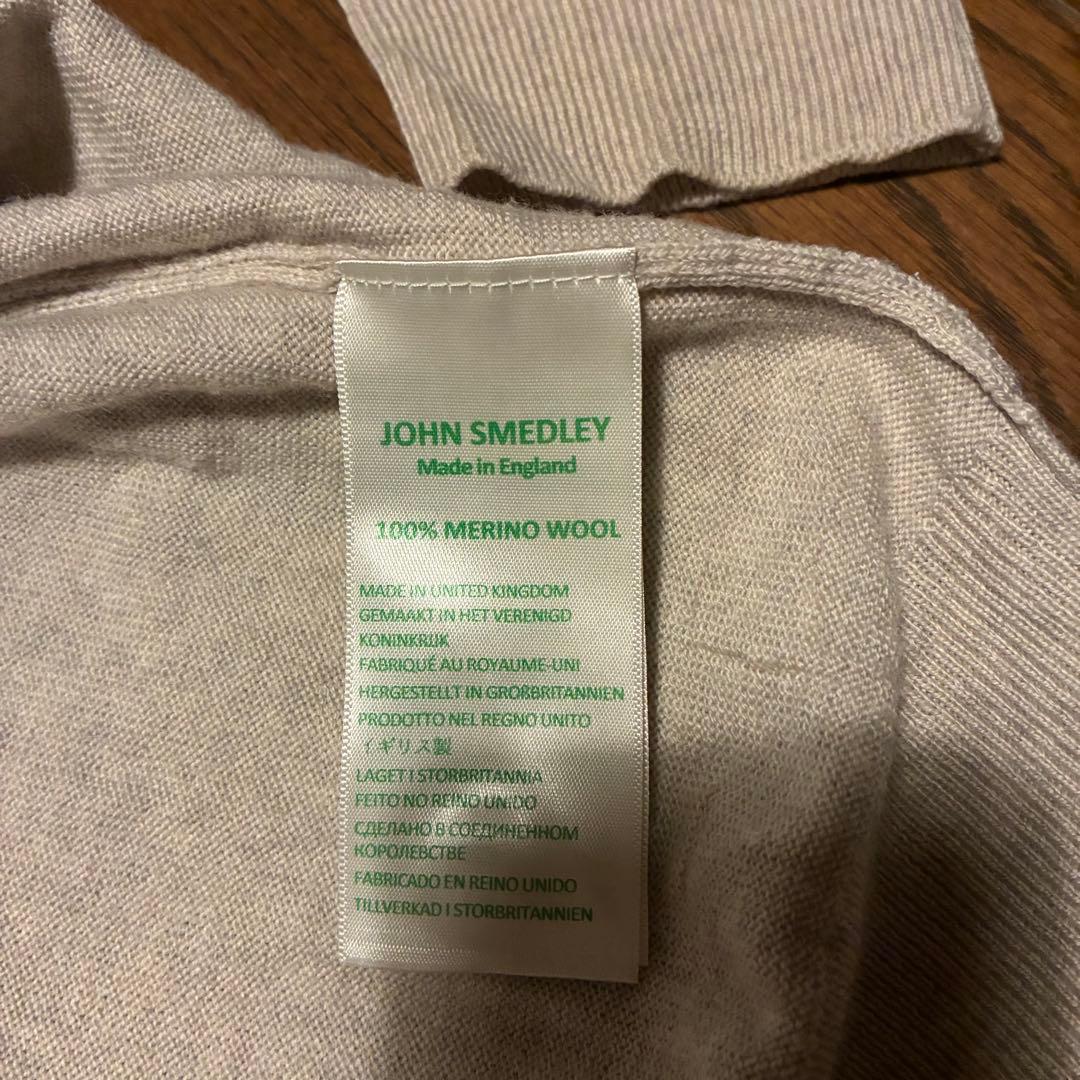 JOHN SMEDLEY
Made in England
100% MERINO WOOL
MADE IN UNITED KINGDOM
GEMAAKT IN HET VERENIGD
KONINKRIJK
FABRIQUÉ AU ROYAUME-UNI
HERGESTELLT IN GROßBRITANNIEN
PRODOTTO NEL REGNO UNITO
イギリス製
LAGET I STORBRITANNIA
FEITO NO REINO UNIDO
СДЕЛАНО В СОЕДИНЕННОМ
КОРОЛЕВСТВЕ
FABRICADO EN REINO UNIDO
TILLVERKAD I STORBRITANNIEN